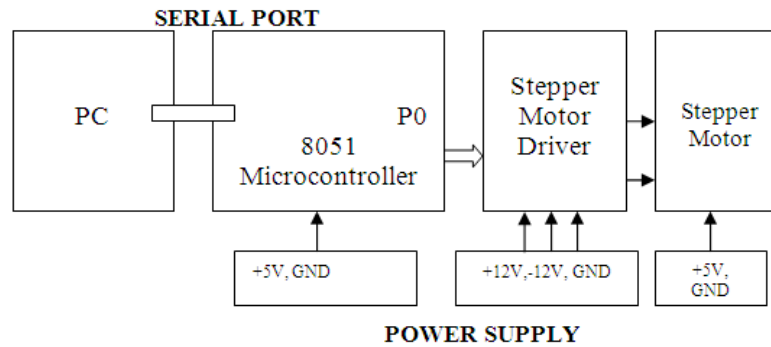 SERIAL PORT
PC
P0
8051
Microcontroller
Stepper
Motor
Driver
Stepper
Motor
+5V, GND
+12V,-12V, GND
+5V,
GND
POWER SUPPLY